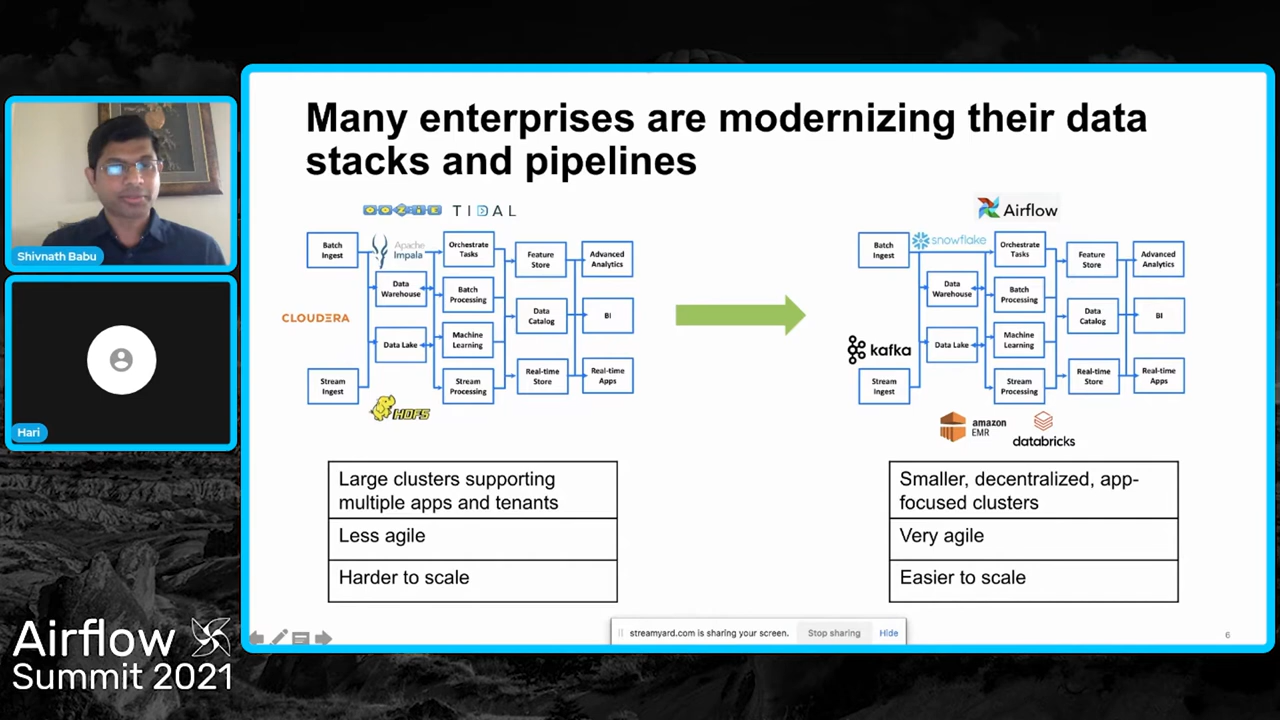 Many enterprises are modernizing their data
stacks and pipelines
OOZIE
TIDAL
Batch
Ingest
Apache
Impala
Orchestrate
Tasks
Feature
Store
Advanced
Analytics
Data
Warehouse
Batch
Processing
CLOUDERA
Data
Catalog
BI
Data Lake
Machine
Learning
Stream
Ingest
Stream
Processing
Real-time
Store
Real-time
Apps
HDFS
Airflow
Batch
Ingest
snowflake
Orchestrate
Tasks
Feature
Store
Advanced
Analytics
Data
Warehouse
Batch
Processing
Data
Catalog
BI
kafka
Data Lake
Machine
Learning
Stream
Ingest
Stream
Processing
Real-time
Store
Real-time
Apps
amazon
EMR
databricks
Large clusters supporting
multiple apps and tenants
Less agile
Harder to scale
Smaller, decentralized, app-
focused clusters
Very agile
Easier to scale
streamyard.com is sharing your screen.
Stop sharing
Hide
6
Shivnath Babu
Hari
Airflow
Summit 2021